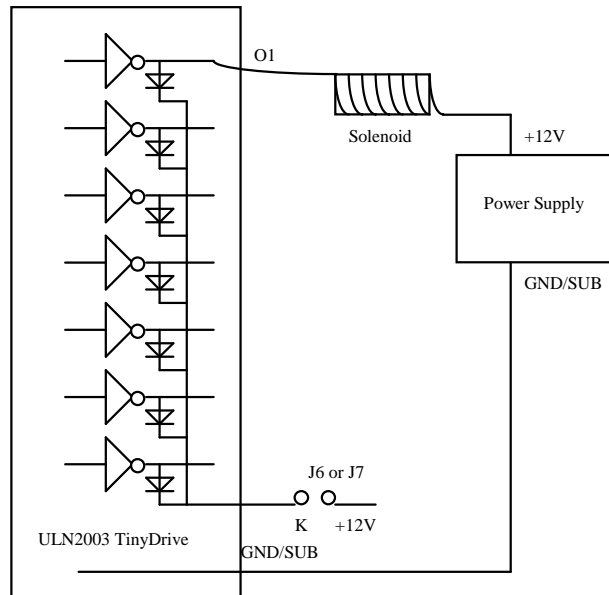 O1
Solenoid
+12V
Power Supply
GND/SUB
J6 or J7
K +12V
ULN2003 TinyDrive
GND/SUB